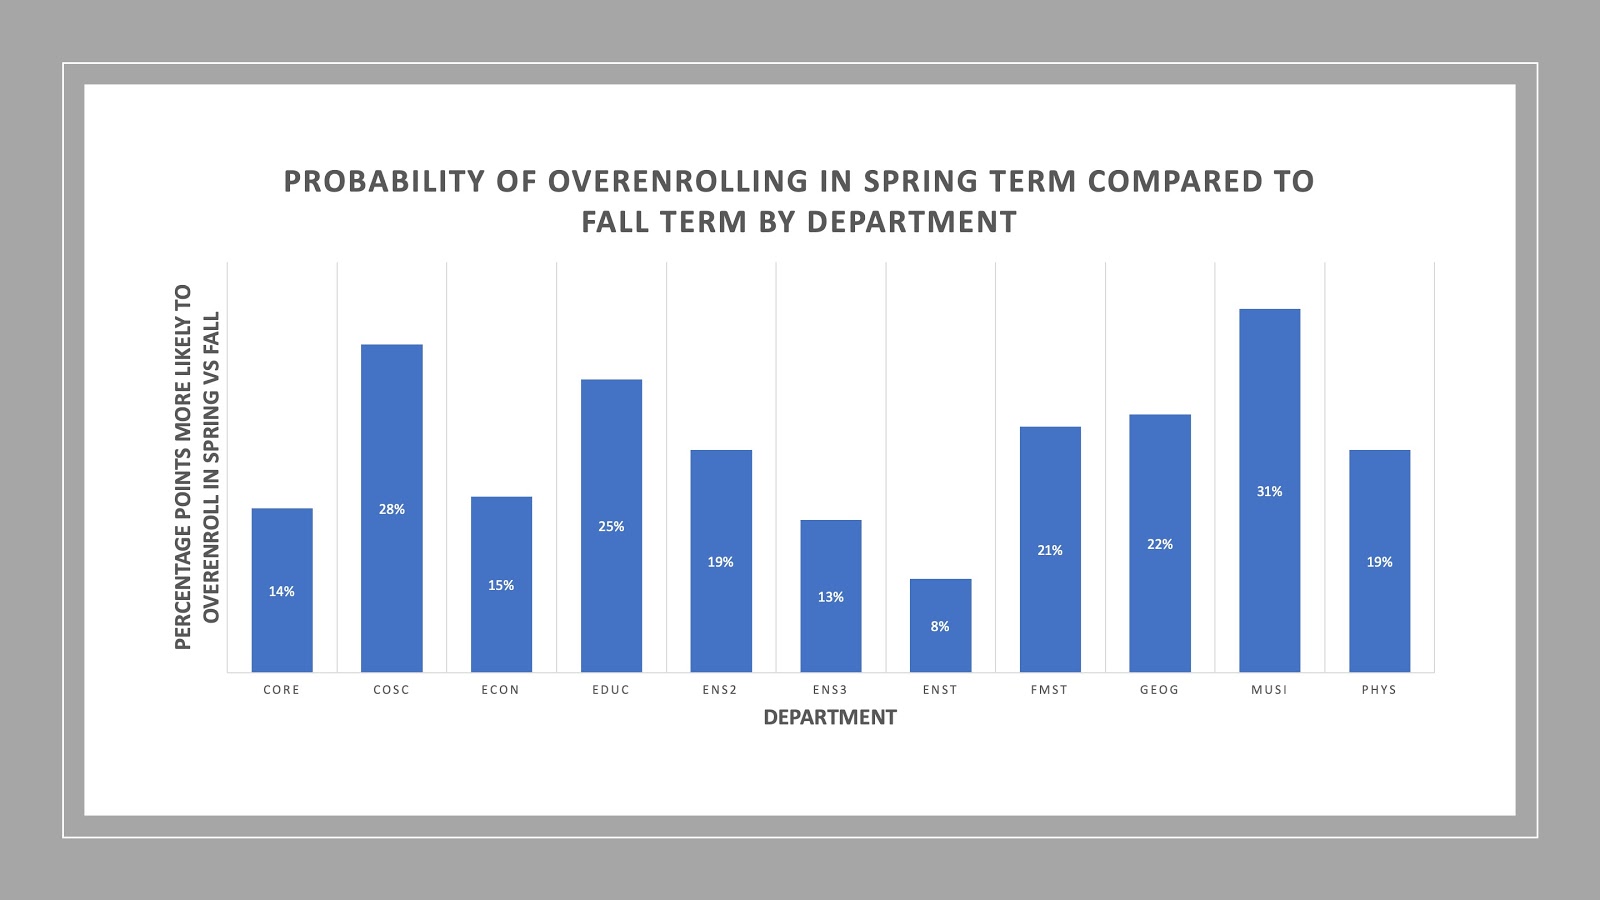 PROBABILITY OF OVERENROLLING IN SPRING TERM COMPARED TO
FALL TERM BY DEPARTMENT
PERCENTAGE POINTS MORE LIKELY TO
OVERENROLL IN SPRING VS FALL
14%
28%
15%
25%
19%
13%
8%
21%
22%
31%
19%
CORE
COSC
ECON
EDUC
ENS2
ENS3
ENST
FMST
GEOG
MUSI
PHYS
DEPARTMENT